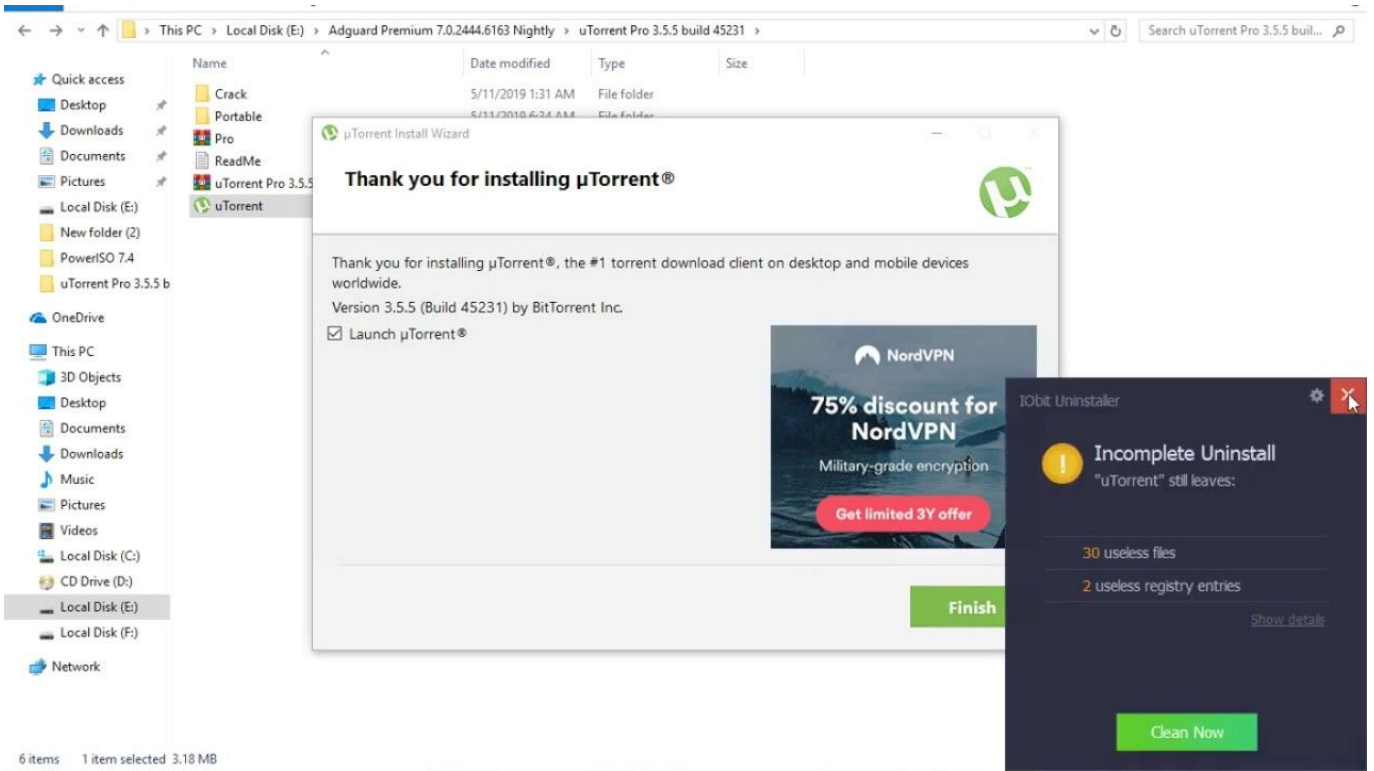 This PC > Local Disk (E:) > Adguard Premium 7.0.2444.6163 Nightly > uTorrent Pro 3.5.5 build 45231 >
Search uTorrent Pro 3.5.5 buil...
Name Date modified Type Size
Quick access
Desktop
Downloads
Documents
Pictures
Local Disk (E:)
New folder (2)
PowerISO 7.4
uTorrent Pro 3.5.5 b
OneDrive
This PC
3D Objects
Desktop
Documents
Downloads
Music
Pictures
Videos
Local Disk (C:)
CD Drive (D:)
Local Disk (E:)
Local Disk (F:)
Network
Crack 5/11/2019 1:31 AM File folder
Portable 5/11/2019 6:34 AM File folder
Pro
ReadMe
uTorrent Pro 3.5.5
uTorrent
µTorrent Install Wizard
Thank you for installing µTorrent®
Thank you for installing µTorrent®, the #1 torrent download client on desktop and mobile devices
worldwide.
Version 3.5.5 (Build 45231) by BitTorrent Inc.
Launch µTorrent®
NordVPN
75% discount for
NordVPN
Military-grade encryption
Get limited 3Y offer
Finish
IObit Uninstaller
Incomplete Uninstall
"uTorrent" still leaves:
30 useless files
2 useless registry entries
Show details
Clean Now
6 items 1 item selected 3.18 MB